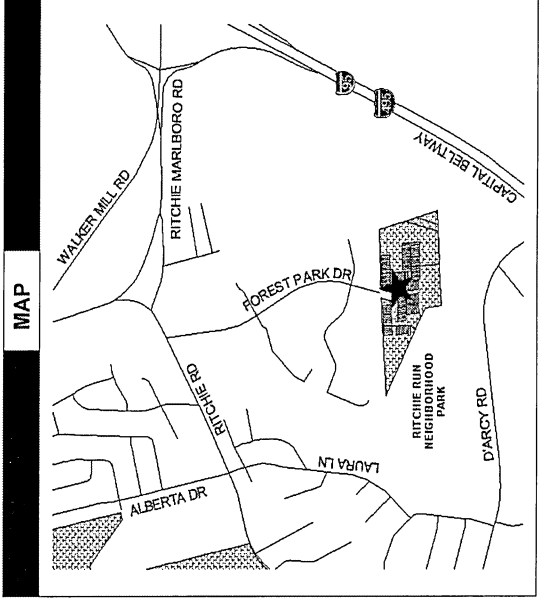 MAP
WALKER MILL RD
RITCHIE MARLBORO RD
95
495
CAPITAL BELTWAY
FOREST PARK DR
RITCHIE RD
RITCHIE RUN
NEIGHBORHOOD
PARK
LAURA LN
D'ARCY RD
ALBERTA DR